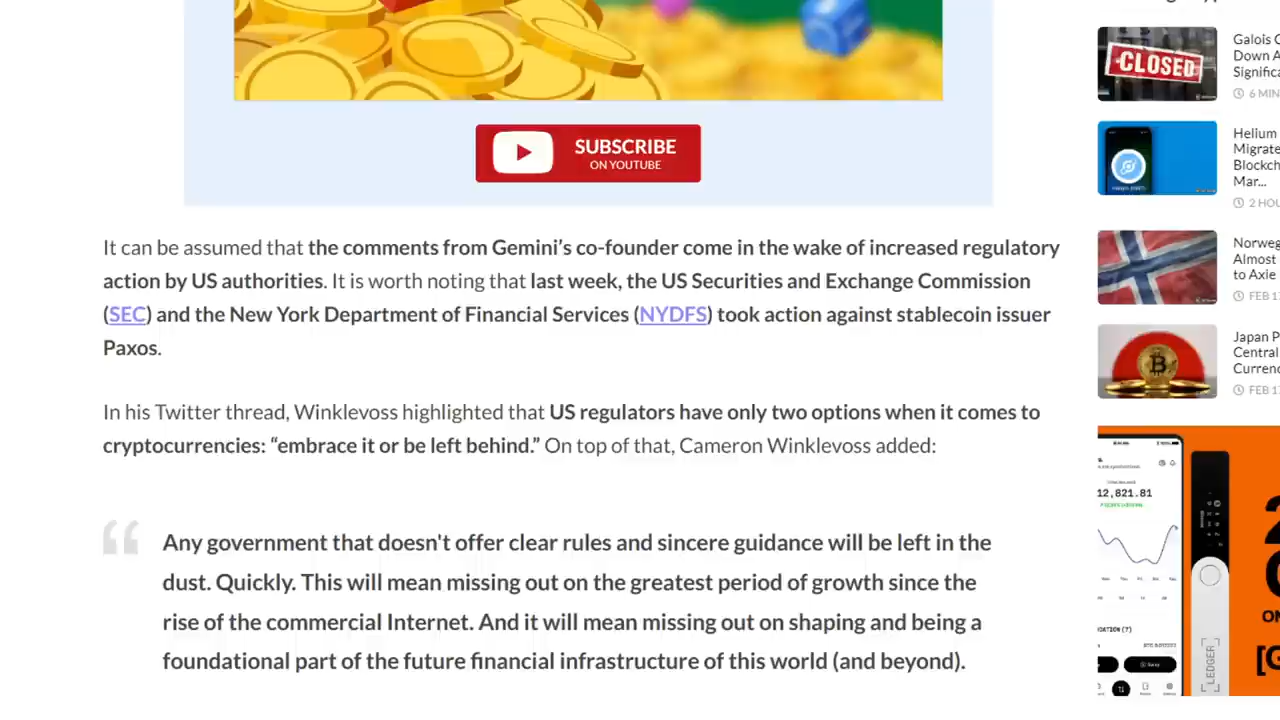 SUBSCRIBE
ON YOUTUBE
It can be assumed that the comments from Gemini’s co-founder come in the wake of increased regulatory
action by US authorities. It is worth noting that last week, the US Securities and Exchange Commission
(SEC) and the New York Department of Financial Services (NYDFS) took action against stablecoin issuer
Paxos.
In his Twitter thread, Winklevoss highlighted that US regulators have only two options when it comes to
cryptocurrencies: “embrace it or be left behind.” On top of that, Cameron Winklevoss added:
Any government that doesn't offer clear rules and sincere guidance will be left in the
dust. Quickly. This will mean missing out on the greatest period of growth since the
rise of the commercial Internet. And it will mean missing out on shaping and being a
foundational part of the future financial infrastructure of this world (and beyond).
CLOSED
Galois
Down
Signific
6 MIN
Helium
Migrate
Blockch
Mar...
2 HOU
Norweg
Almost
to Axie
FEB 1
Japan P
Central
Curren
FEB 1
12,821.81
LEDGER